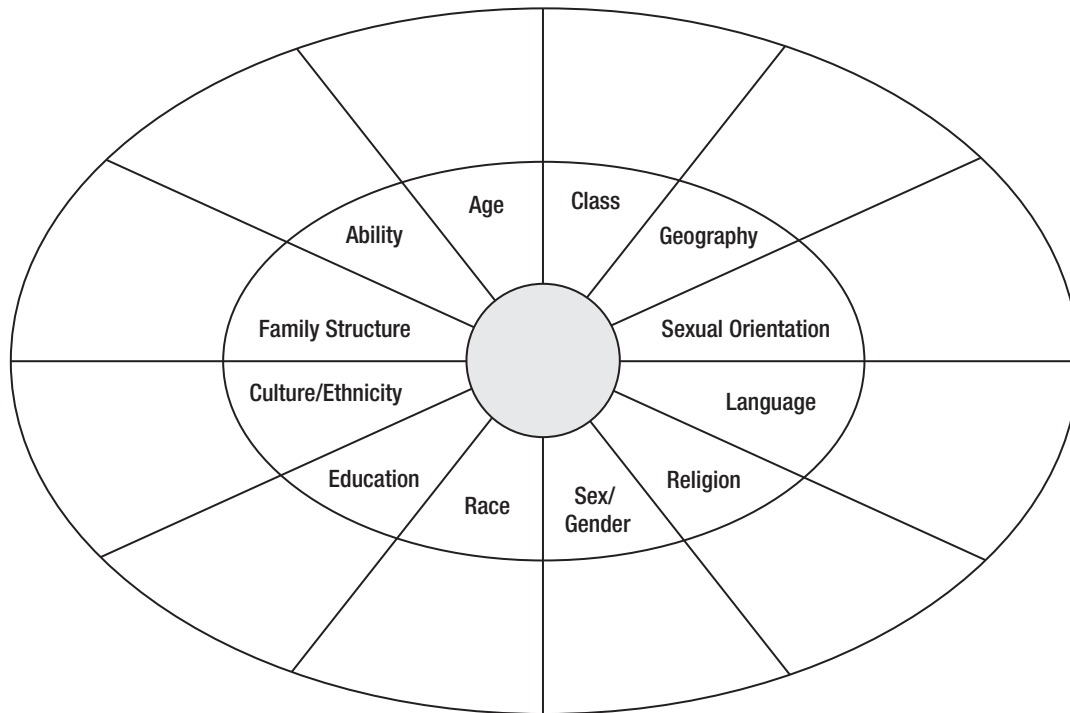 Age
Class
Ability
Geography
Family Structure
Sexual Orientation
Culture/Ethnicity
Language
Education
Religion
Race
Sex/
Gender